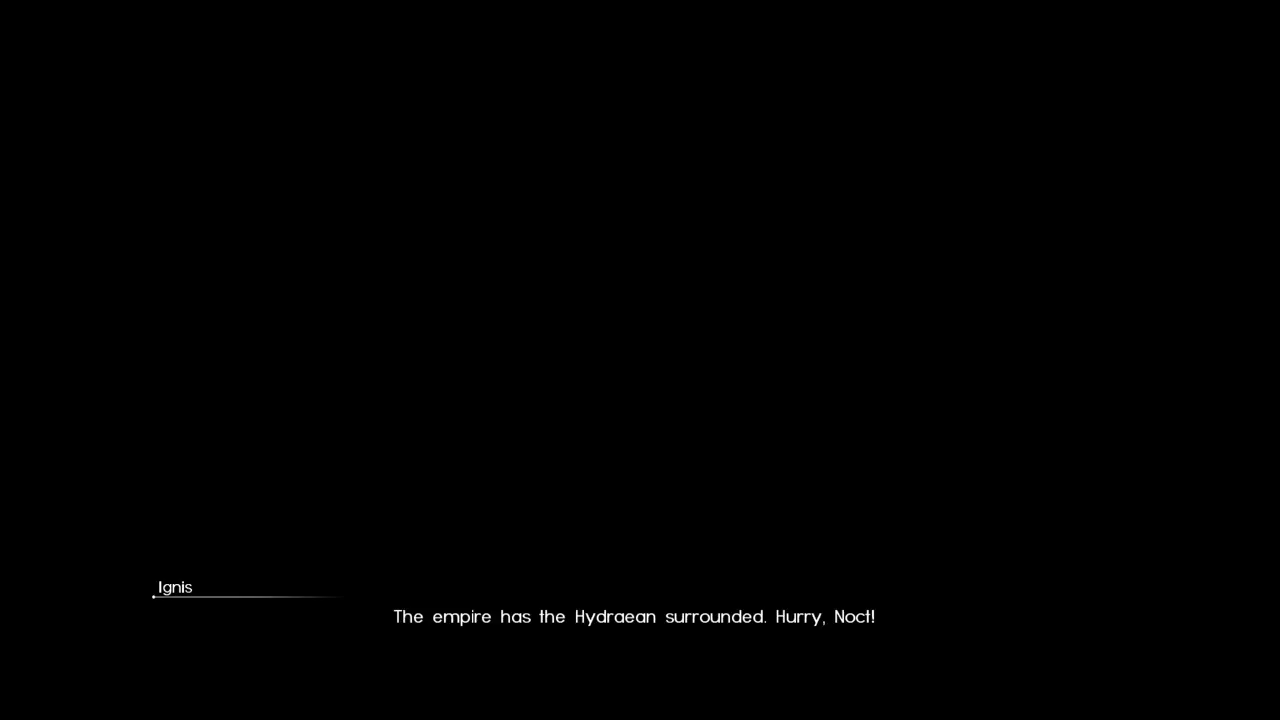 Ignis
The empire has the Hydraean surrounded. Hurry, Noct!